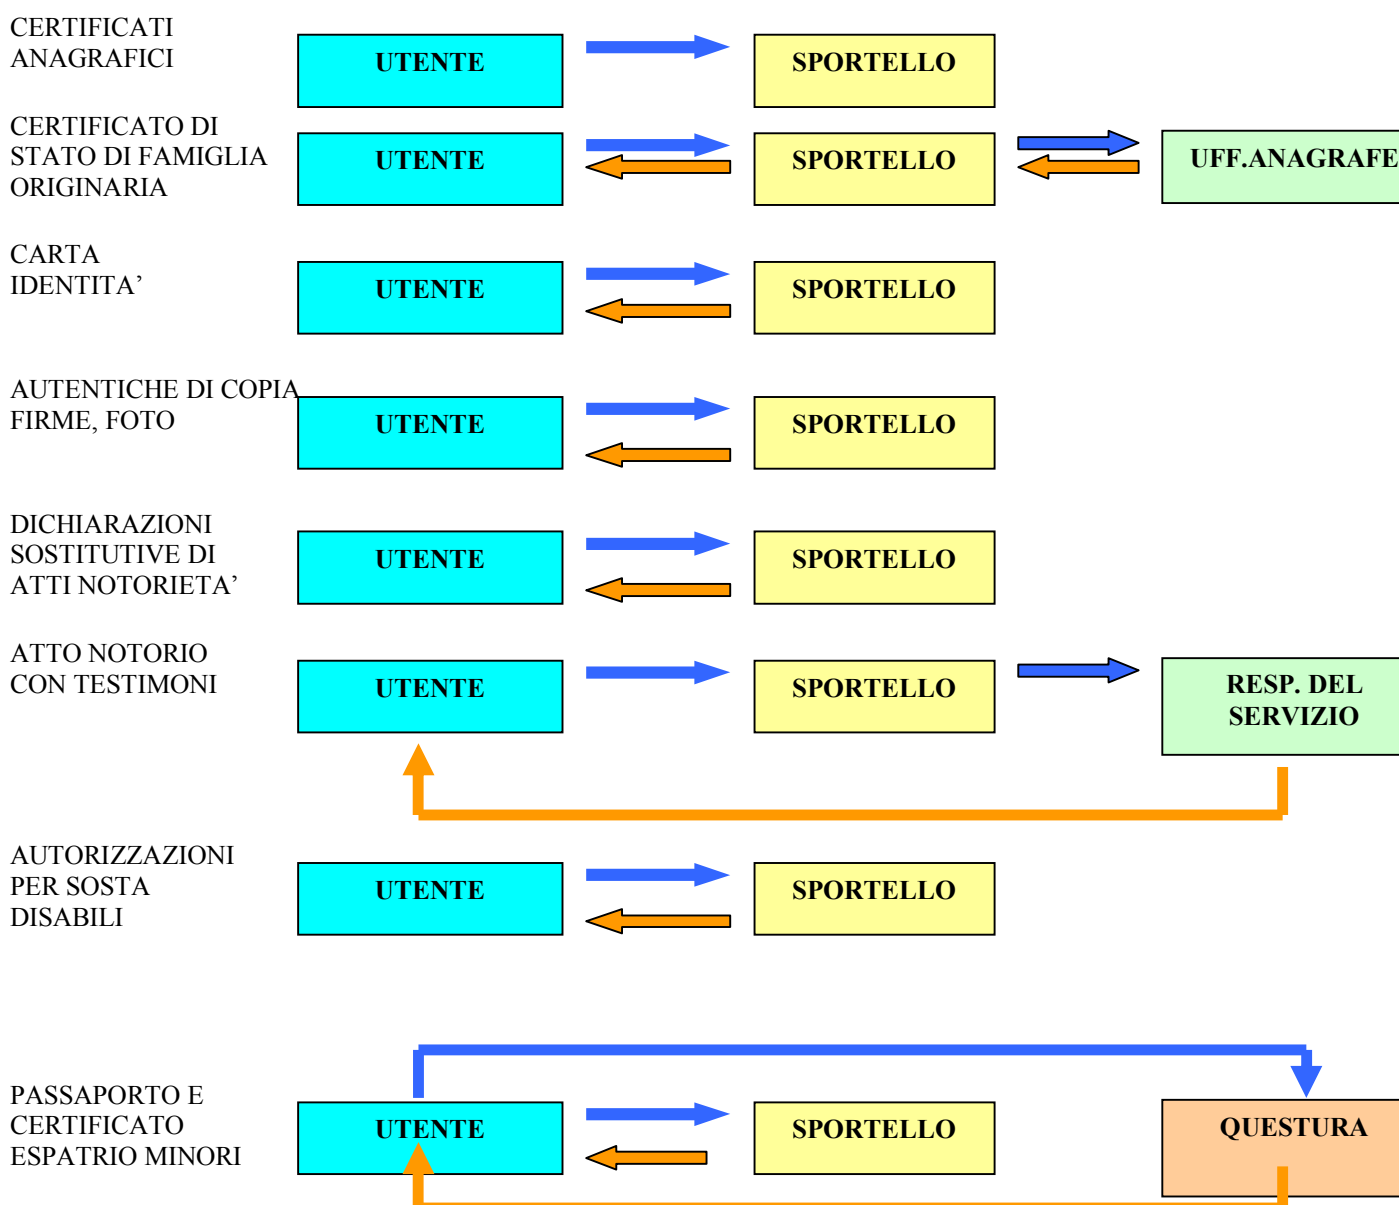 CERTIFICATI
ANAGRAFICI
UTENTE
SPORTELLO
CERTIFICATO DI
STATO DI FAMIGLIA
ORIGINARIA
UTENTE
SPORTELLO
UFF.ANAGRAFE
CARTA
IDENTITA’
UTENTE
SPORTELLO
AUTENTICHE DI COPIA
FIRME, FOTO
UTENTE
SPORTELLO
DICHIARAZIONI
SOSTITUTIVE DI
ATTI NOTORIETA’
UTENTE
SPORTELLO
ATTO NOTORIO
CON TESTIMONI
UTENTE
SPORTELLO
RESP. DEL
SERVIZIO
AUTORIZZAZIONI
PER SOSTA
DISABILI
UTENTE
SPORTELLO
PASSAPORTO E
CERTIFICATO
ESPATRIO MINORI
UTENTE
SPORTELLO
QUESTURA